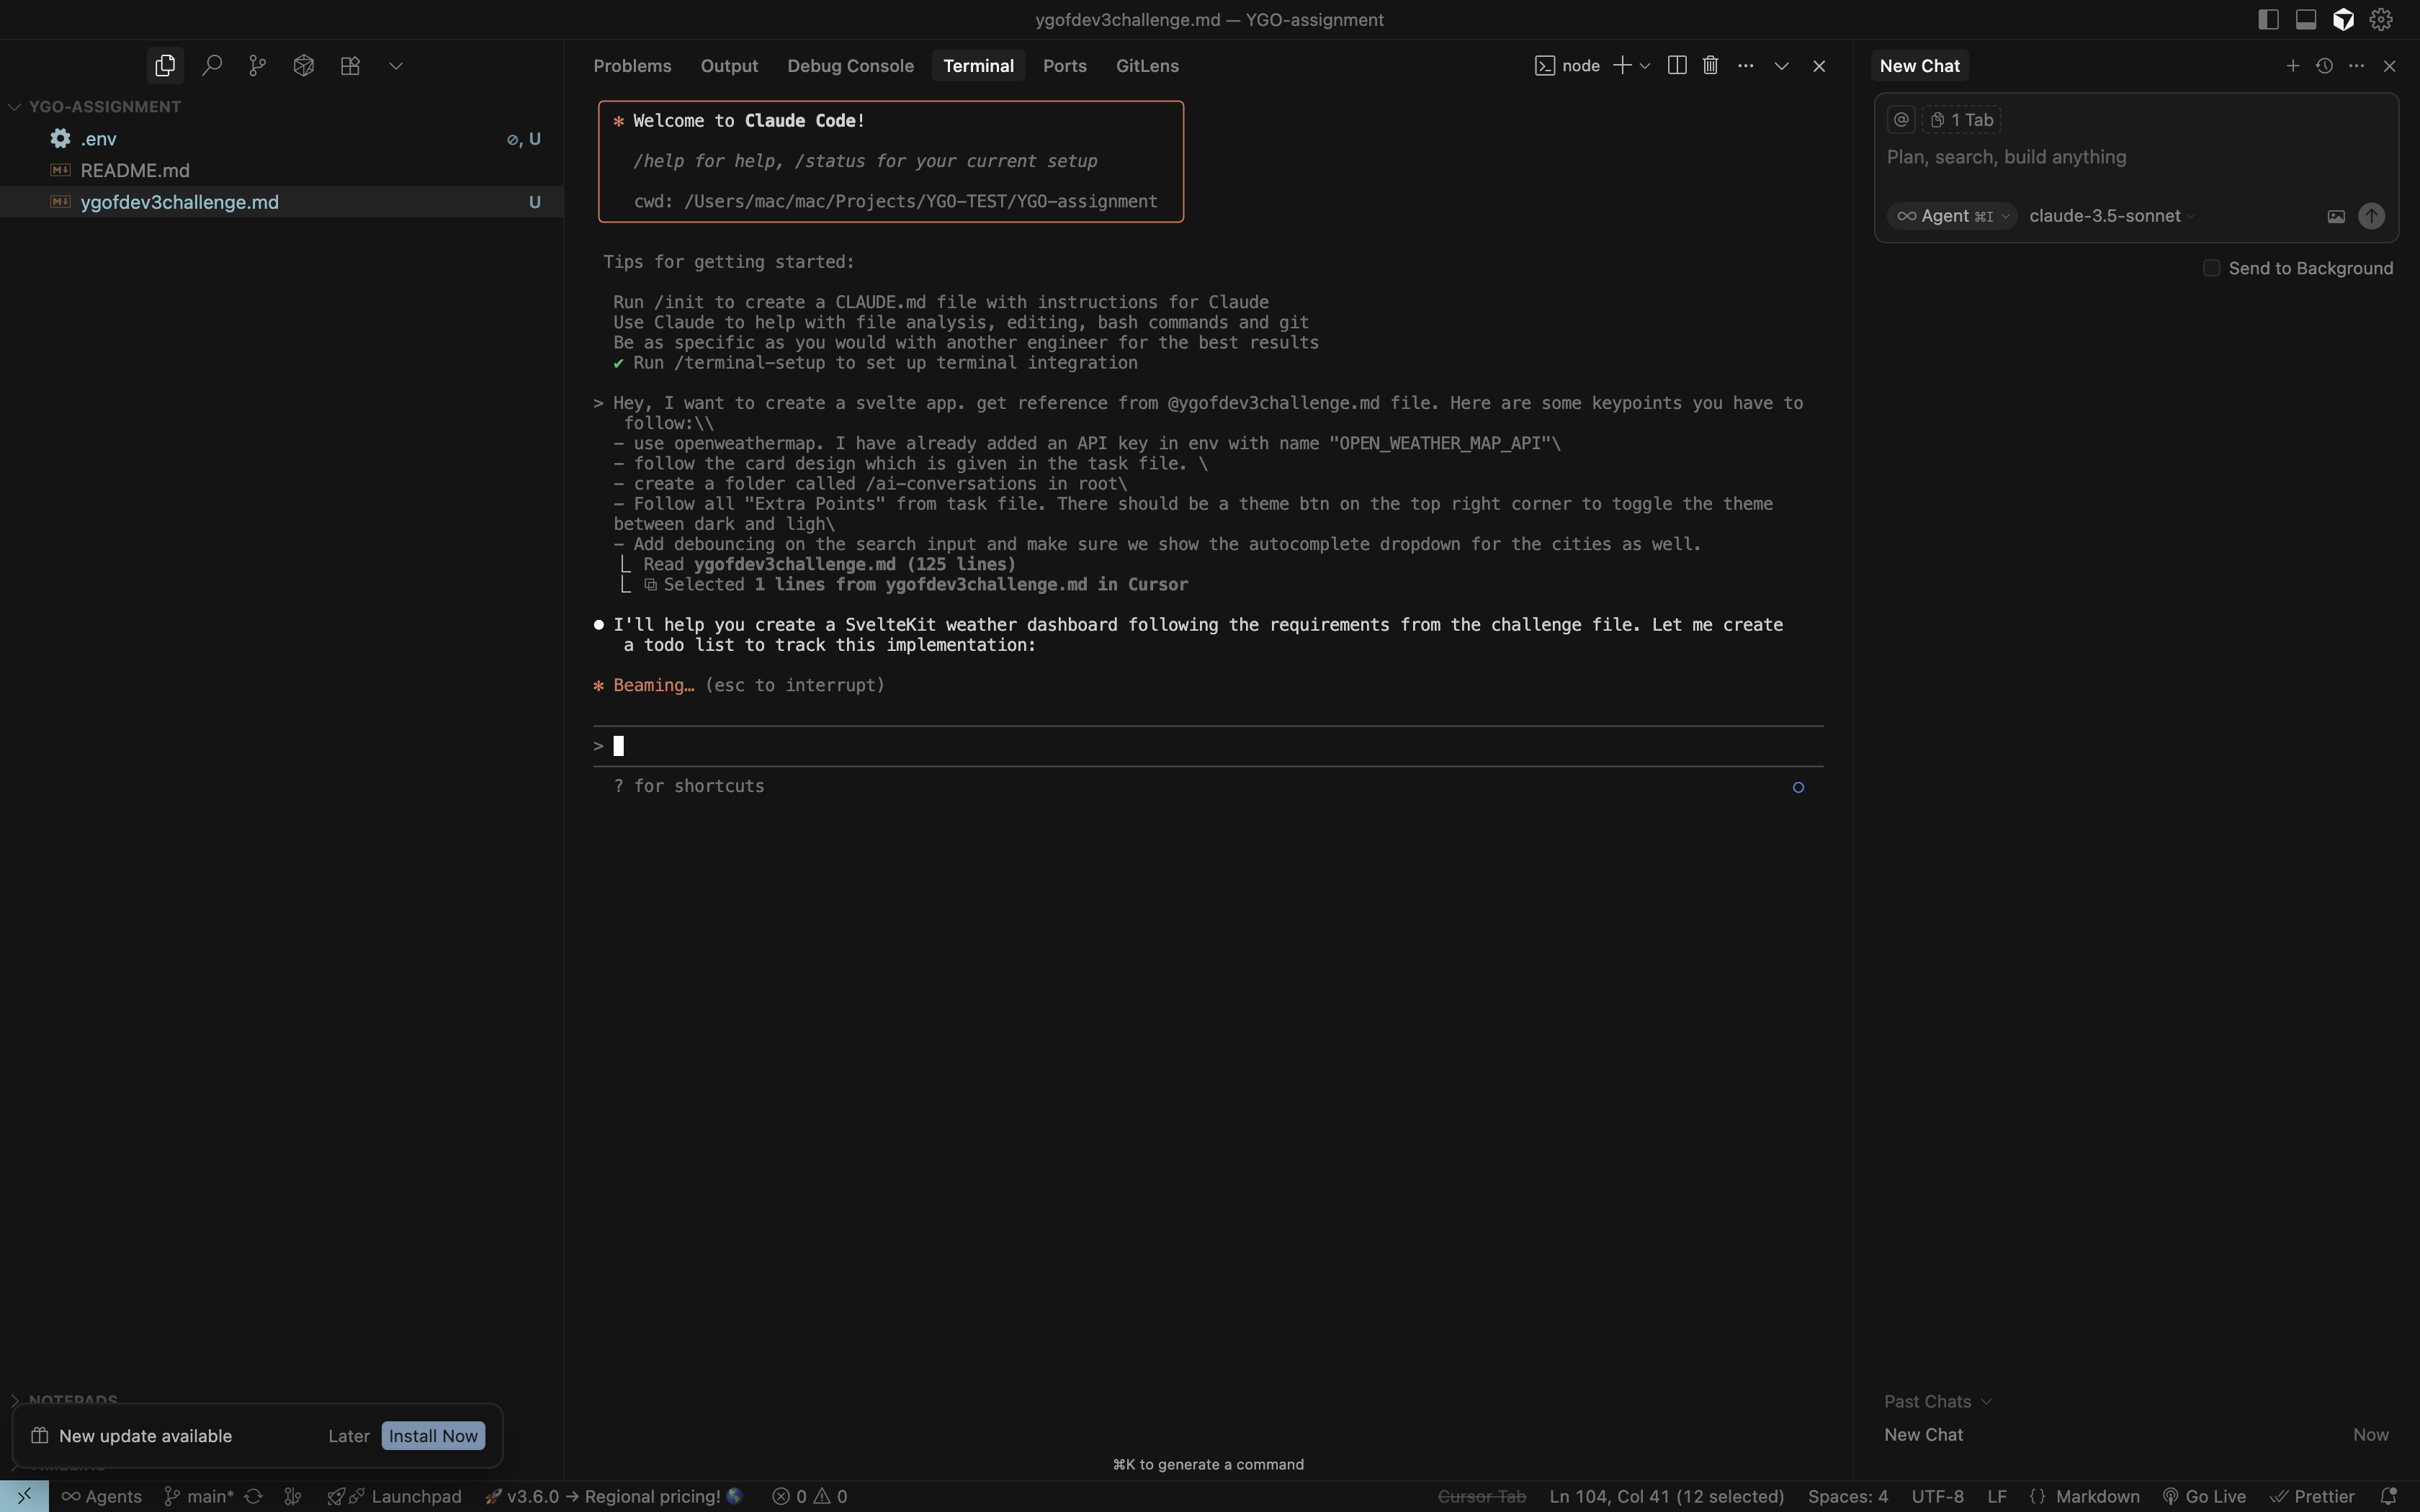 ygofdev3challenge.md — YGO-assignment
YGO-ASSIGNMENT
.env
U
README.md
ygofdev3challenge.md
U
Problems
Output
Debug Console
Terminal
Ports
GitLens
node
* Welcome to Claude Code!
/help for help, /status for your current setup
cwd: /Users/mac/mac/Projects/YGO-TEST/YGO-assignment
Tips for getting started:
Run /init to create a CLAUDE.md file with instructions for Claude
Use Claude to help with file analysis, editing, bash commands and git
Be as specific as you would with another engineer for the best results
✔ Run /terminal-setup to set up terminal integration
> Hey, I want to create a svelte app. get reference from @ygofdev3challenge.md file. Here are some keypoints you have to
follow:\\
- use openweathermap. I have already added an API key in env with name "OPEN_WEATHER_MAP_API"\
- follow the card design which is given in the task file. \
- create a folder called /ai-conversations in root\
- Follow all "Extra Points" from task file. There should be a theme btn on the top right corner to toggle the theme
between dark and ligh\
- Add debouncing on the search input and make sure we show the autocomplete dropdown for the cities as well.
Read ygofdev3challenge.md (125 lines)
Selected 1 lines from ygofdev3challenge.md in Cursor
● I'll help you create a SvelteKit weather dashboard following the requirements from the challenge file. Let me create
a todo list to track this implementation:
* Beaming… (esc to interrupt)
>
? for shortcuts
⌘K to generate a command
New Chat
@
1 Tab
Plan, search, build anything
Agent ⌘I
claude-3.5-sonnet
Send to Background
Past Chats
New Chat
Now
NOTEPADS
New update available
Later
Install Now
Agents
main*
Launchpad
v3.6.0 → Regional pricing!
0
0
Cursor Tab
Ln 104, Col 41 (12 selected)
Spaces: 4
UTF-8
LF
{} Markdown
Go Live
Prettier